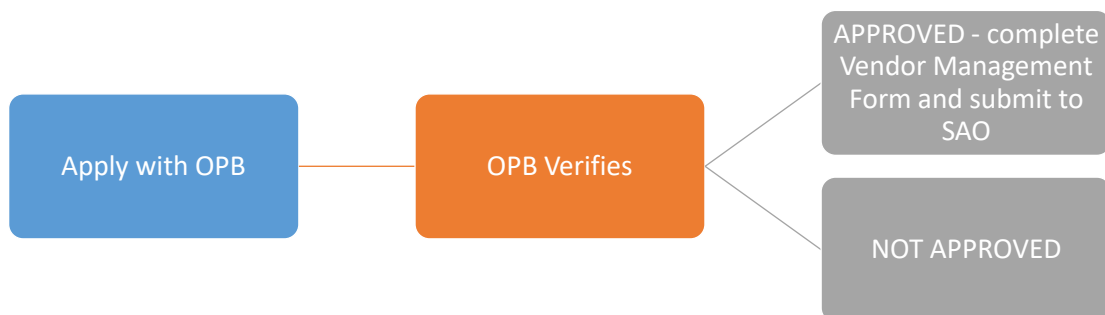 Apply with OPB
OPB Verifies
APPROVED - complete
Vendor Management
Form and submit to
SAO
NOT APPROVED